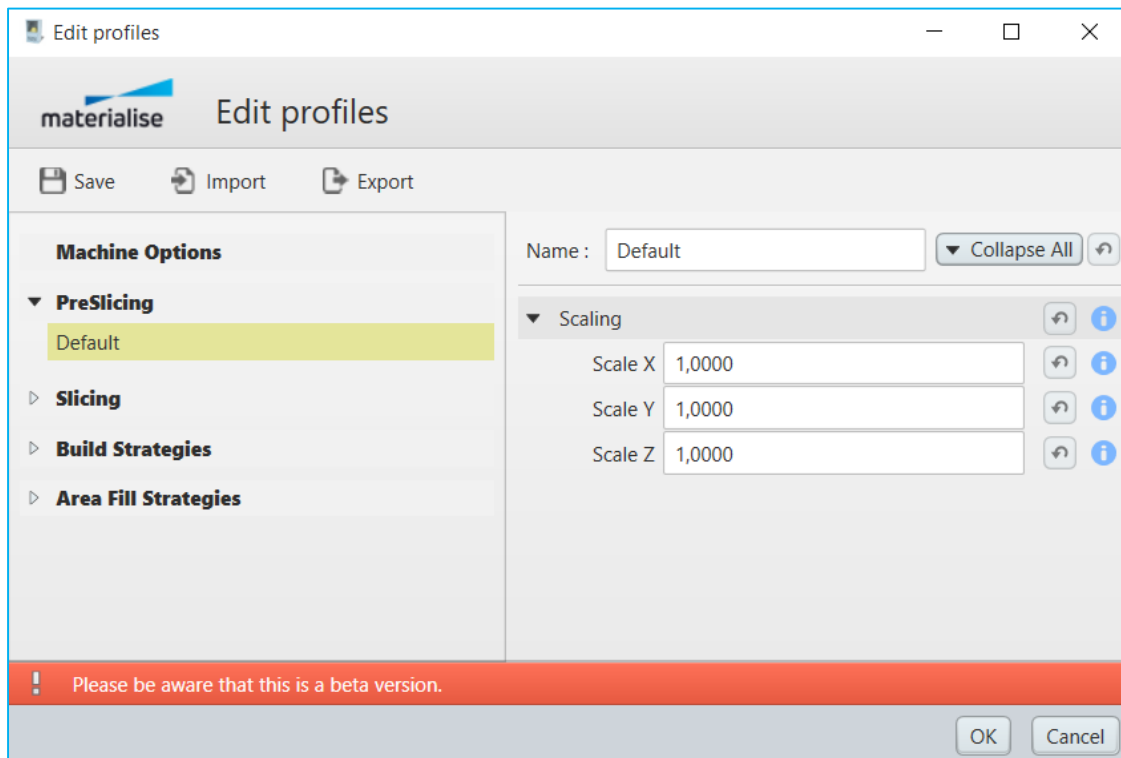 Edit profiles
materialise
Edit profiles
Save Import Export
Machine Options
PreSlicing
Default
Slicing
Build Strategies
Area Fill Strategies
Name : Default Collapse All
Scaling
Scale X 1,0000
Scale Y 1,0000
Scale Z 1,0000
Please be aware that this is a beta version.
OK Cancel